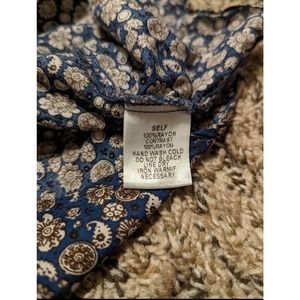 SELF
100%RAYON
CONTRAST
100%RAYON
HAND WASH COLD
DO NOT BLEACH
LINE DRY
IRON WARM/IF
NECESSARY